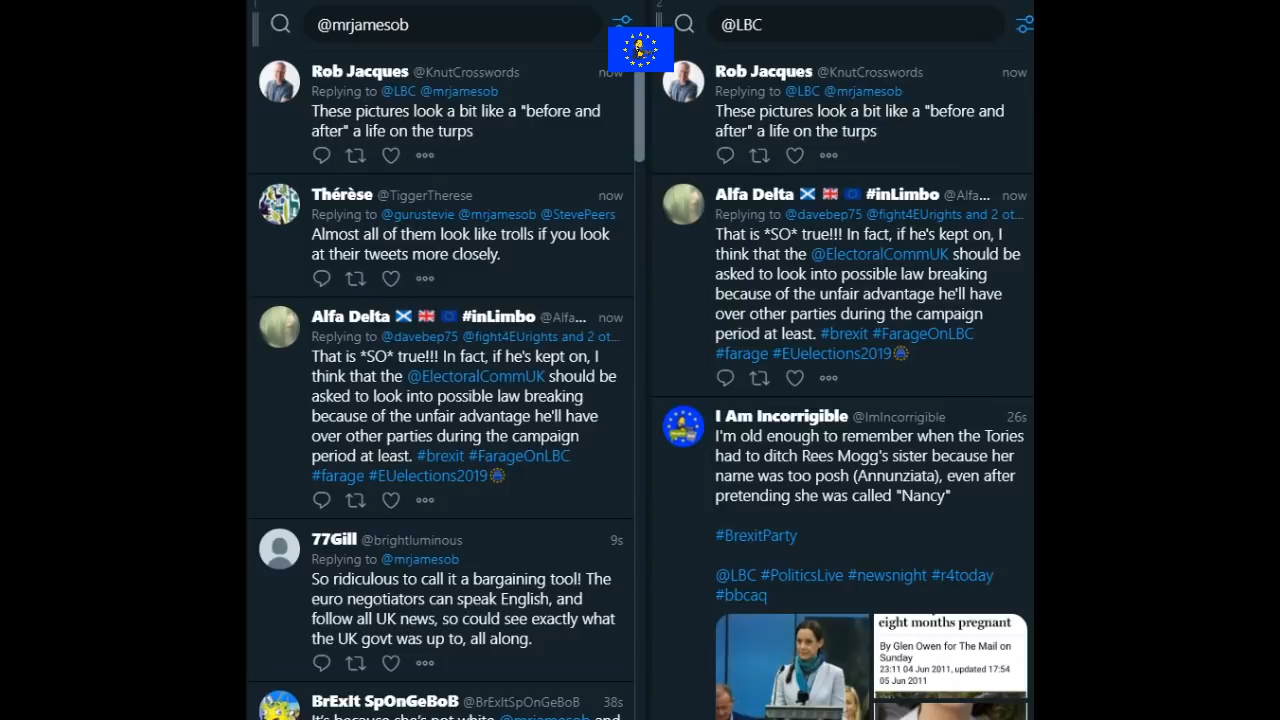 1
@mrjamesob
Rob Jacques @KnutCrosswords now
Replying to @LBC @mrjamesob
These pictures look a bit like a "before and
after" a life on the turps
Thérèse @TiggerTherese now
Replying to @gurustevie @mrjamesob @StevePeers
Almost all of them look like trolls if you look
at their tweets more closely.
Alfa Delta #inLimbo @Alfa... now
Replying to @davebep75 @fight4EUrights and 2 ot...
That is *SO* true!!! In fact, if he's kept on, I
think that the @ElectoralCommUK should be
asked to look into possible law breaking
because of the unfair advantage he'll have
over other parties during the campaign
period at least. #brexit #FarageOnLBC
#farage #EUelections2019
77Gill @brightluminous 9s
Replying to @mrjamesob
So ridiculous to call it a bargaining tool! The
euro negotiators can speak English, and
follow all UK news, so could see exactly what
the UK govt was up to, all along.
BrExIt SpOnGeBoB @BrExItSpOnGeBoB 38s
It's because she's not white @mrjamesob and
2
@LBC
Rob Jacques @KnutCrosswords now
Replying to @LBC @mrjamesob
These pictures look a bit like a "before and
after" a life on the turps
Alfa Delta #inLimbo @Alfa... now
Replying to @davebep75 @fight4EUrights and 2 ot...
That is *SO* true!!! In fact, if he's kept on, I
think that the @ElectoralCommUK should be
asked to look into possible law breaking
because of the unfair advantage he'll have
over other parties during the campaign
period at least. #brexit #FarageOnLBC
#farage #EUelections2019
I Am Incorrigible @ImIncorrigible 26s
I'm old enough to remember when the Tories
had to ditch Rees Mogg's sister because her
name was too posh (Annunziata), even after
pretending she was called "Nancy"
#BrexitParty
@LBC #PoliticsLive #newsnight #r4today
#bbcaq
eight months pregnant
By Glen Owen for The Mail on
Sunday
23:11 04 Jun 2011, updated 17:54
05 Jun 2011